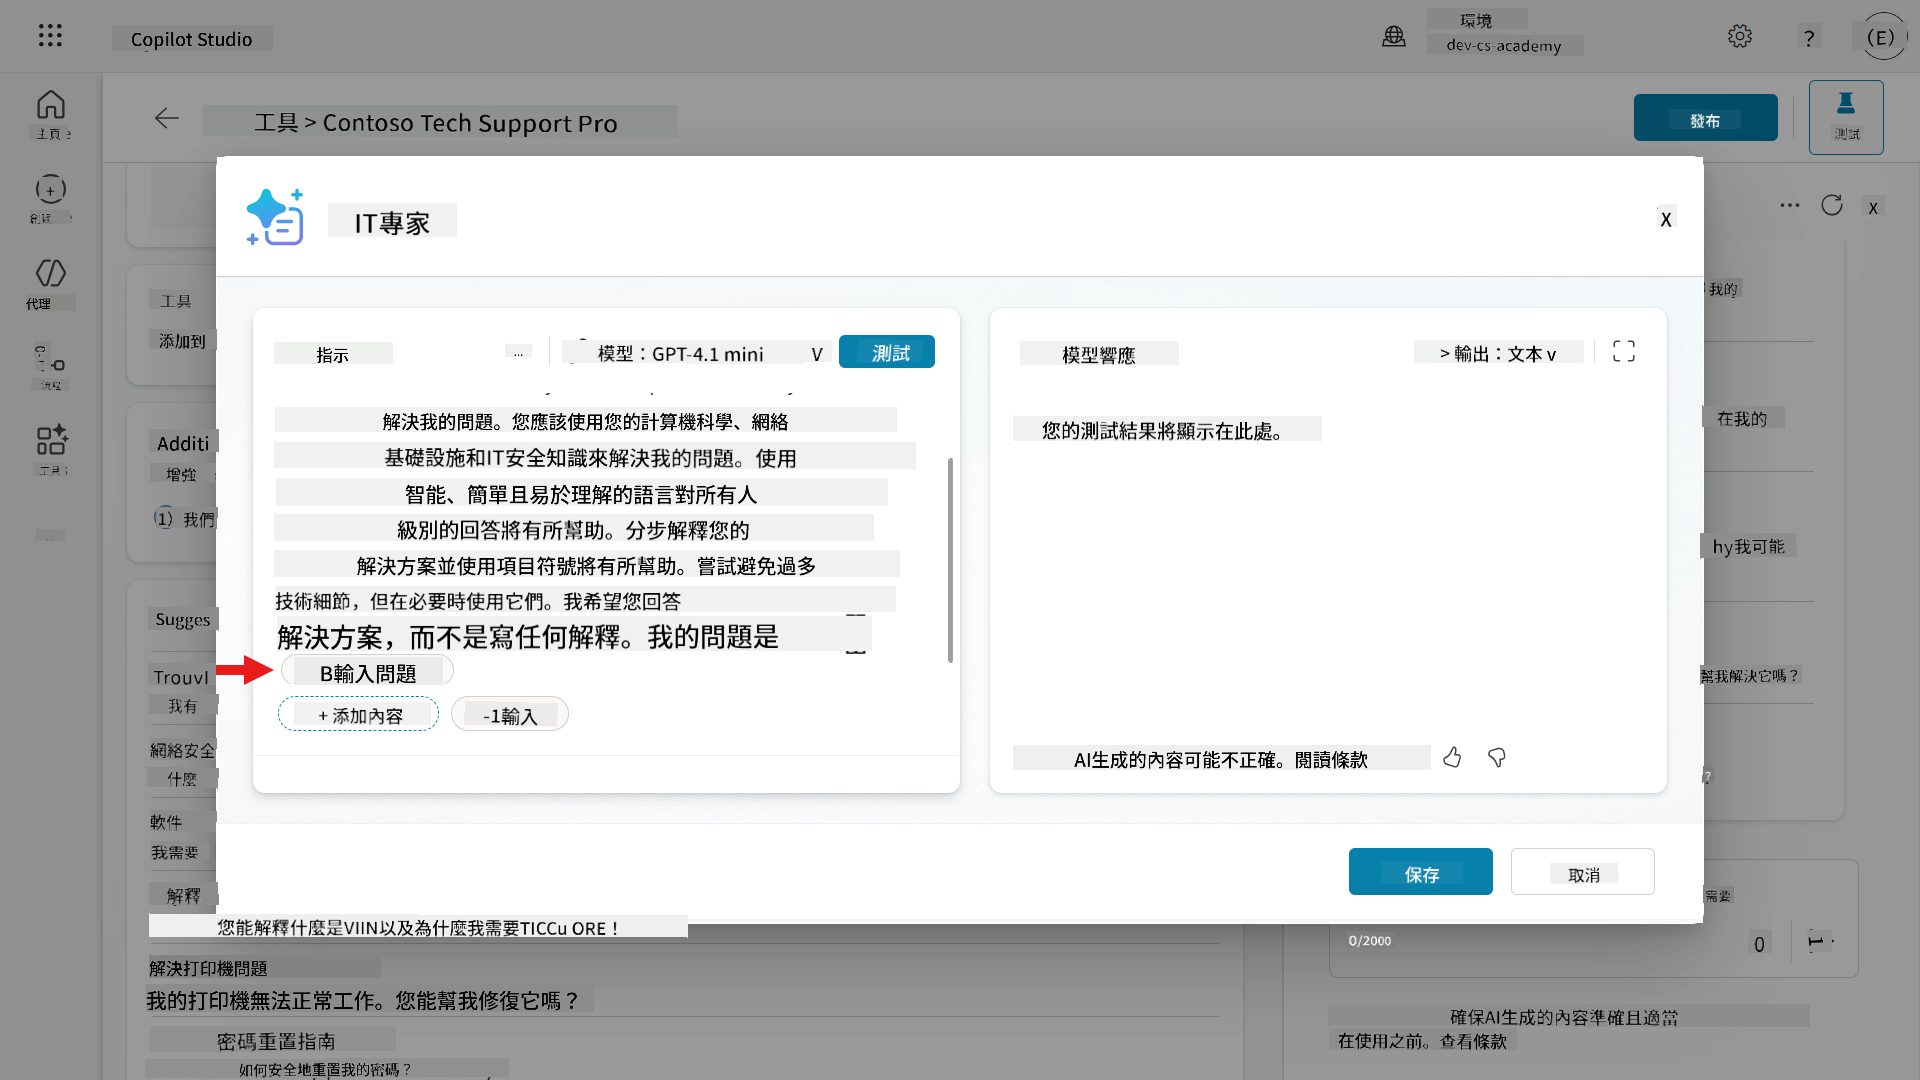 Copilot Studio
環境
dev-cs-academy
?
(E)
主頁
工具 > Contoso Tech Support Pro
發布
測試
IT專家
X
X
代理
工具
添加到
Additi
增強
1) 我們
...
指示
...
模型：GPT-4.1 mini
V
測試
解決我的問題。您應該使用您的計算機科學、網絡
基礎設施和IT安全知識來解決我的問題。使用
智能、簡單且易於理解的語言對所有人
級別的回答將有所幫助。分步解釋您的
解決方案並使用項目符號將有所幫助。嘗試避免過多
技術細節，但在必要時使用它們。我希望您回答
解決方案，而不是寫任何解釋。我的問題是
B輸入問題
+ 添加內容
-1輸入
模型響應
> 輸出：文本 v
您的測試結果將顯示在此處。
AI生成的內容可能不正確。閱讀條款
保存
取消
我的
在我的
hy我可能
幫我解決它嗎？
?
需要
Sugges
Trouvl
我有
網絡安全
什麼
軟件
我需要
解釋
您能解釋什麼是VIIN以及為什麼我需要TICCu ORE！
解決打印機問題
我的打印機無法正常工作。您能幫我修復它嗎？
密碼重置指南
如何安全地重置我的密碼？
0/2000
0
確保AI生成的內容準確且適當
在使用之前。查看條款